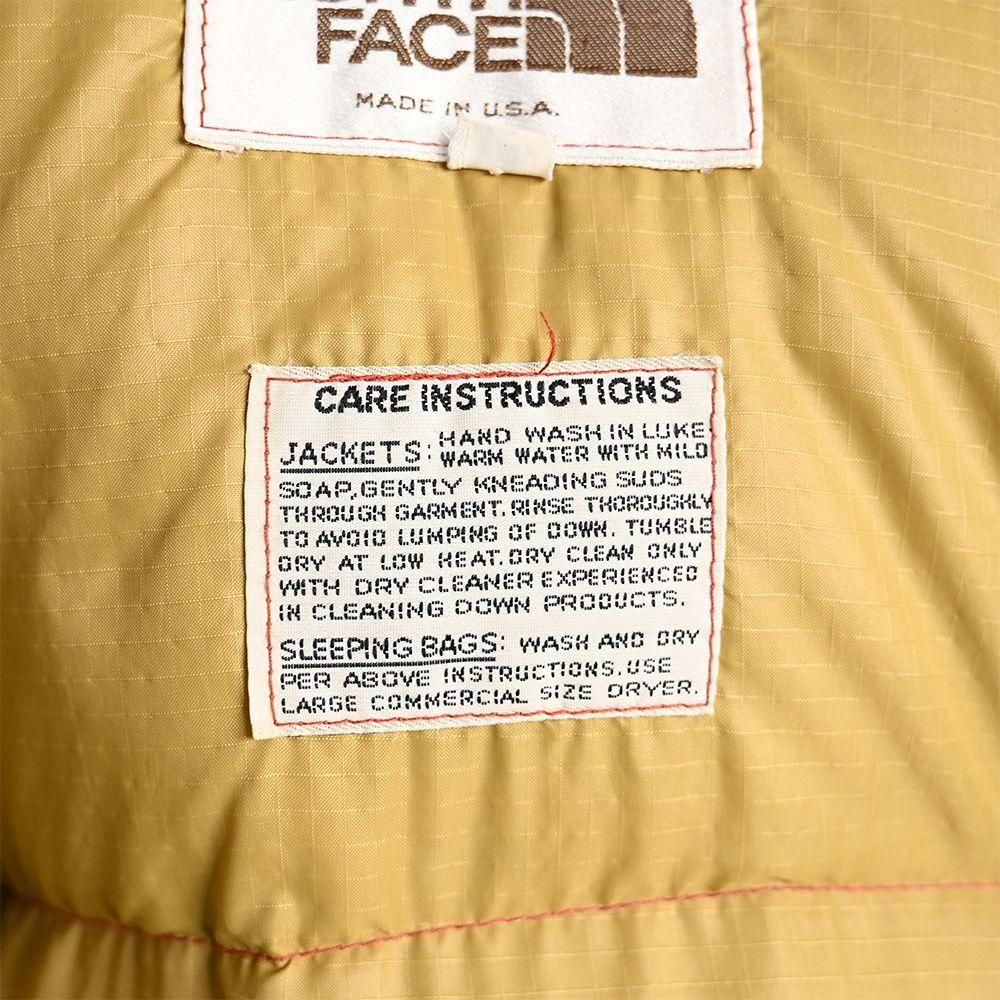 FACE
MADE IN U.S.A.
CARE INSTRUCTIONS
JACKETS: HAND WASH IN LUKE
WARM WATER WITH MILD
SOAP, GENTLY KNEADING SUDS
THROUGH GARMENT. RINSE THOROUGHLY
TO AVOID LUMPING OF DOWN. TUMBLE
DRY AT LOW HEAT. DRY CLEAN ONLY
WITH DRY CLEANER EXPERIENCED
IN CLEANING DOWN PRODUCTS.
SLEEPING BAGS: WASH AND DRY
PER ABOVE INSTRUCTIONS. USE
LARGE COMMERCIAL SIZE DRYER.